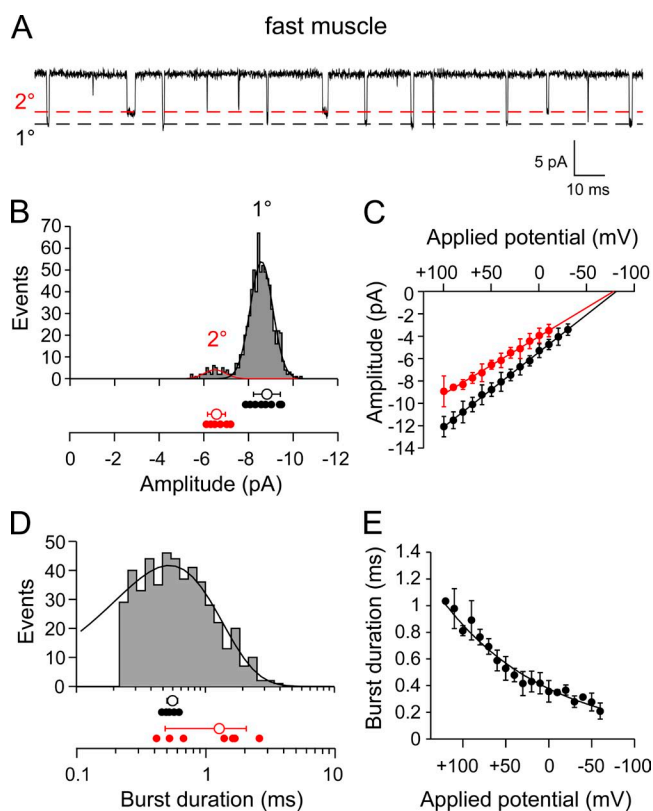 fast muscle
A
2°
1°
5 pA
10 ms
B
1°
2°
Events
70
60
50
40
30
20
10
0
0 -2 -4 -6 -8 -10 -12
Amplitude (pA)
C
Applied potential (mV)
+100 +50 0 -50 -100
Amplitude (pA)
0
-2
-4
-6
-8
-10
-12
-14
D
Events
50
40
30
20
10
0
0.1 1 10
Burst duration (ms)
E
Burst duration (ms)
1.4
1.2
1
0.8
0.6
0.4
0.2
0
+100 +50 0 -50 -100
Applied potential (mV)